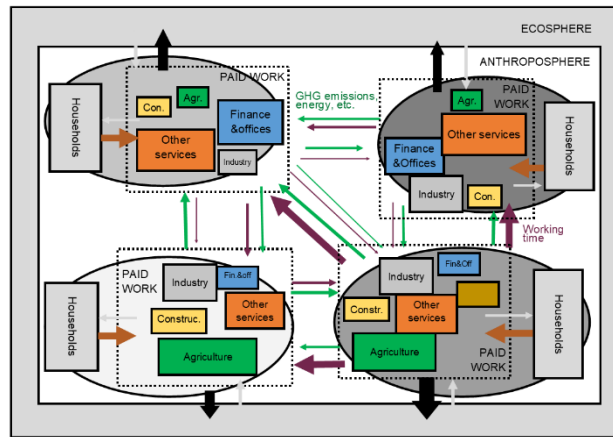 ECOSPHERE
ANTHROPOSPHERE
PAID WORK
Households
Con.
Agr.
Finance
&offices
Other
services
Industry
GHG emissions,
energy, etc.
PAID
WORK
Agr.
Other services
Finance
&Offices
Industry
Con.
Households
Working
time
PAID
WORK
Households
Industry
Fin.&off
Other
services
Construc.
Agriculture
Industry
Fin&Off
Constr.
Other
services
Agriculture
PAID
WORK
Households